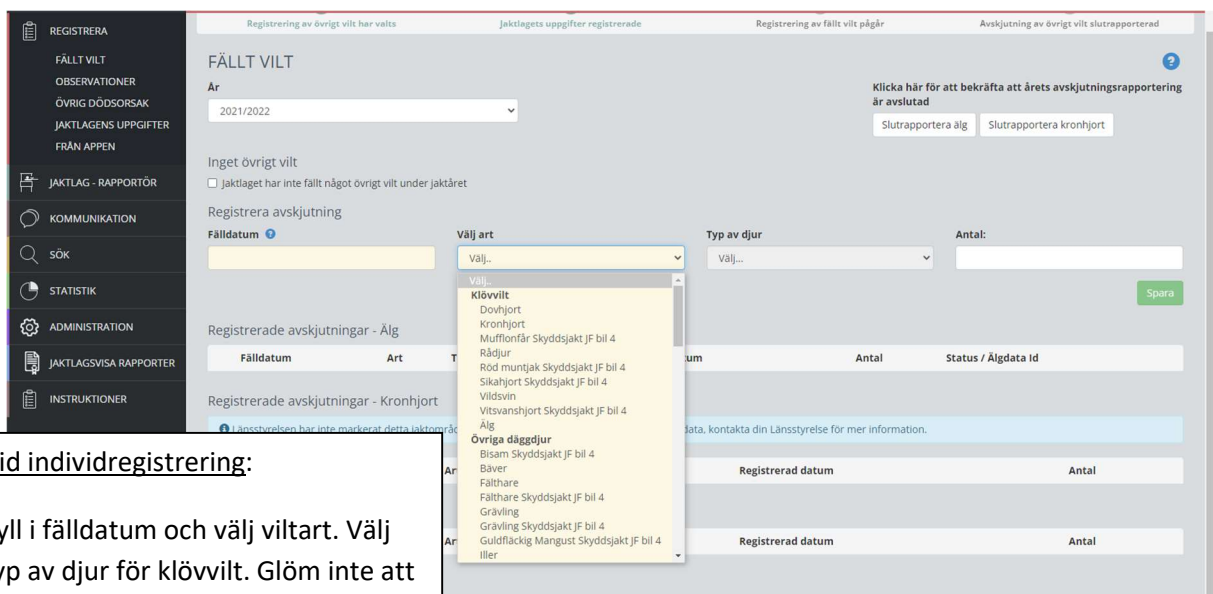 REGISTRERA
FÄLLT VILT
OBSERVATIONER
ÖVRIG DÖDSORSAK
JAKTLAGENS UPPGIFTER
FRÅN APPEN
JAKTLAG - RAPPORTÖR
KOMMUNIKATION
SÖK
STATISTIK
ADMINISTRATION
JAKTLAGSVISA RAPPORTER
INSTRUKTIONER
Registrering av övrigt vilt har valts
Jaktlagets uppgifter registrerade
Registrering av fällt vilt pågår
Avskjutning av övrigt vilt slutrapporterad
FÄLLT VILT
År
2021/2022
Klicka här för att bekräfta att årets avskjutningsrapportering
är avslutad
Slutrapportera älg
Slutrapportera kronhjort
Inget övrigt vilt
Jaktlaget har inte fällt något övrigt vilt under jaktåret
Registrera avskjutning
Fälldatum
Välj art
Typ av djur
Antal:
Välj..
Välj...
Välj..
Klövvilt
Dovhjort
Kronhjort
Mufflonfår Skyddsjakt JF bil 4
Rådjur
Röd muntjak Skyddsjakt JF bil 4
Sikahjort Skyddsjakt JF bil 4
Vildsvin
Vitsvanshjort Skyddsjakt JF bil 4
Älg
Övriga däggdjur
Bisam Skyddsjakt JF bil 4
Bäver
Fälthare
Fälthare Skyddsjakt JF bil 4
Grävling
Grävling Skyddsjakt JF bil 4
Guldfläckig Mangust Skyddsjakt JF bil 4
Iller
Spara
Registrerade avskjutningar - Älg
Fälldatum Art T um Antal Status / Älgdata Id
Registrerade avskjutningar - Kronhjort
Länsstyrelsen har inte markerat detta jaktområ data, kontakta din Länsstyrelse för mer information.
Ar Registrerad datum Antal
Ar Registrerad datum Antal
id individregistrering:
yll i fälldatum och välj viltart. Välj
yp av djur för klövvilt. Glöm inte att